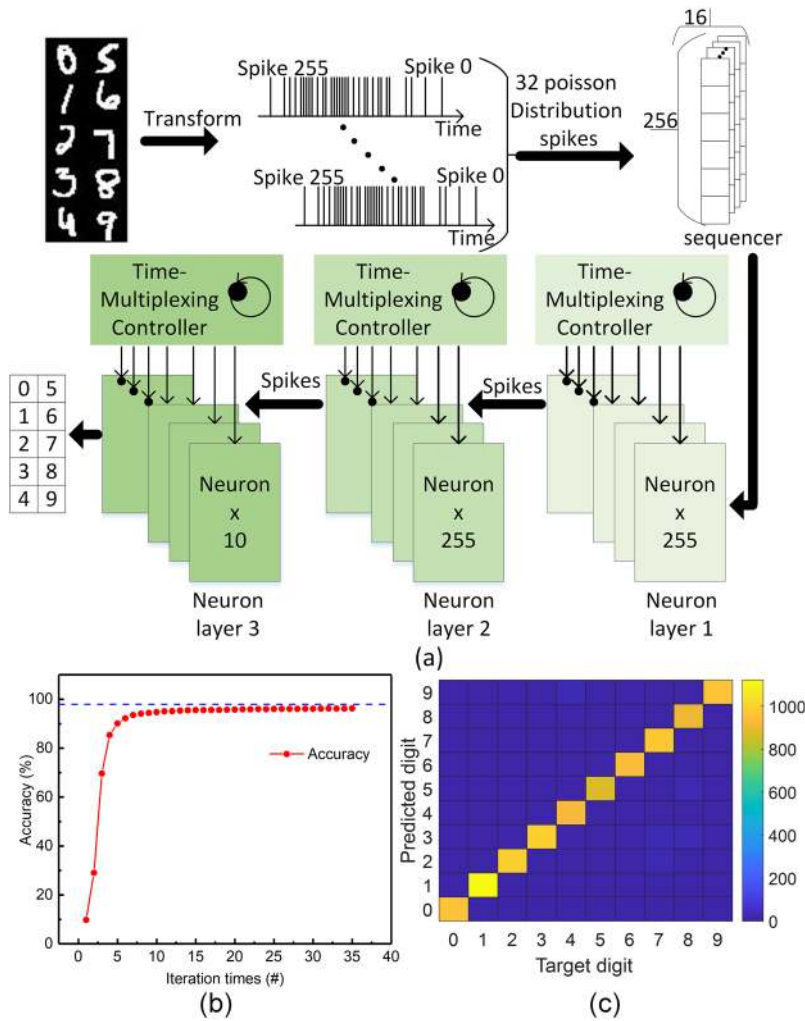 0 5
1 6
2 7
3 8
4 9
Transform
Spike 255
Spike 0
Time
Spike 255
Spike 0
Time
32 poisson
Distribution
spikes
16
256
sequencer
Time-
Multiplexing
Controller
Time-
Multiplexing
Controller
Time-
Multiplexing
Controller
Spikes
Spikes
0 5
1 6
2 7
3 8
4 9
Neuron
x
10
Neuron
x
255
Neuron
x
255
Neuron
layer 3
Neuron
layer 2
Neuron
layer 1
(a)
100
80
60
40
20
0
Accuracy (%)
Accuracy
0 5 10 15 20 25 30 35 40
Iteration times (#)
(b)
9
8
7
6
5
4
3
2
1
0
Predicted digit
0 1 2 3 4 5 6 7 8 9
Target digit
1000
800
600
400
200
0
(c)